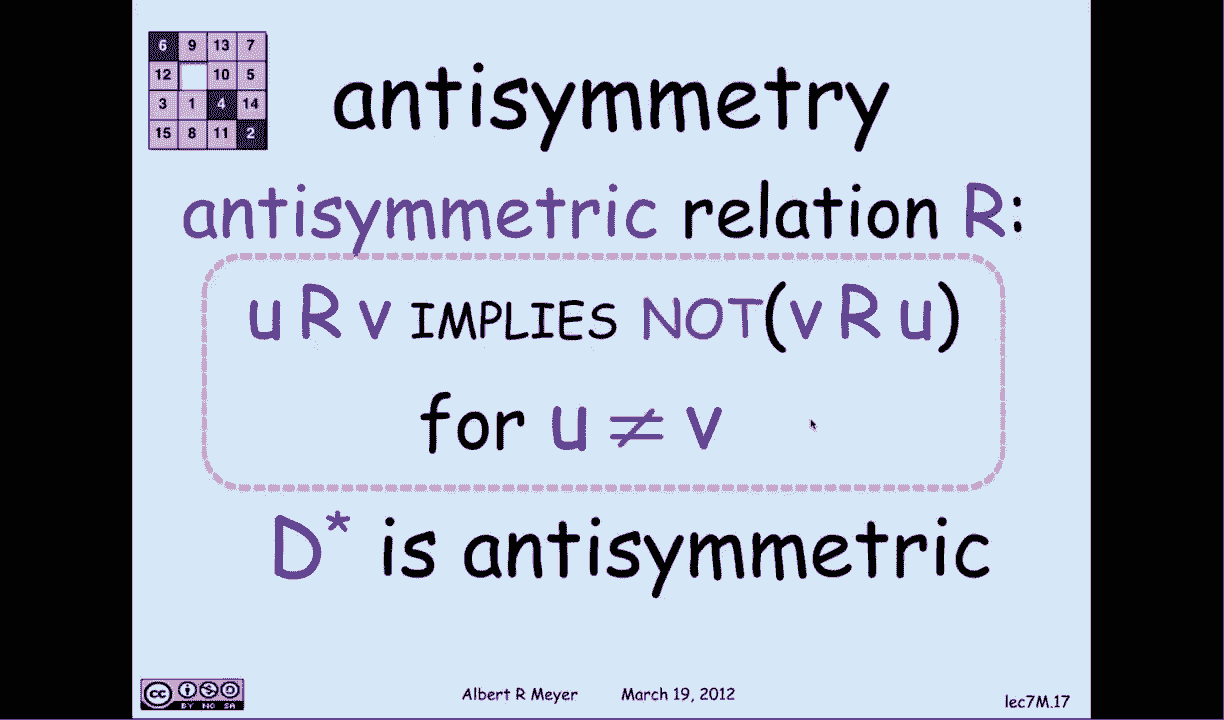 6 9 13 7
12 10 5
3 1 4 14
15 8 11 2
antisymmetry
antisymmetric relation R:
u R v IMPLIES NOT(v R u)
for u ≠ v
D* is antisymmetric
cc
BY NC SA
Albert R Meyer March 19, 2012
lec7M.17